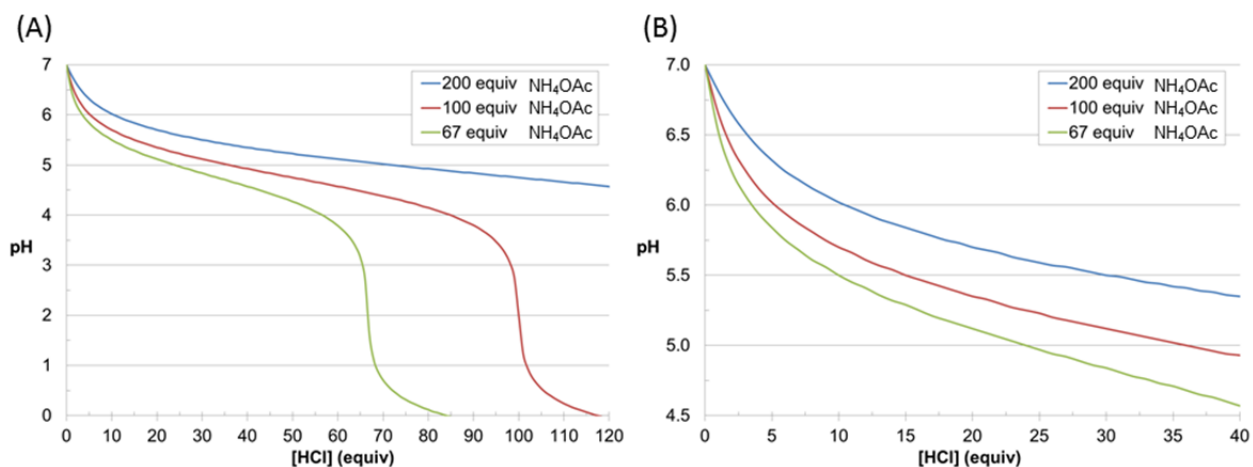 (A)
7
6
5
4
3
2
1
0
pH
200 equiv NH₄OAc
100 equiv NH₄OAc
67 equiv NH₄OAc
0 10 20 30 40 50 60 70 80 90 100 110 120
[HCl] (equiv)
(B)
7.0
6.5
6.0
5.5
5.0
4.5
pH
200 equiv NH₄OAc
100 equiv NH₄OAc
67 equiv NH₄OAc
0 5 10 15 20 25 30 35 40
[HCl] (equiv)